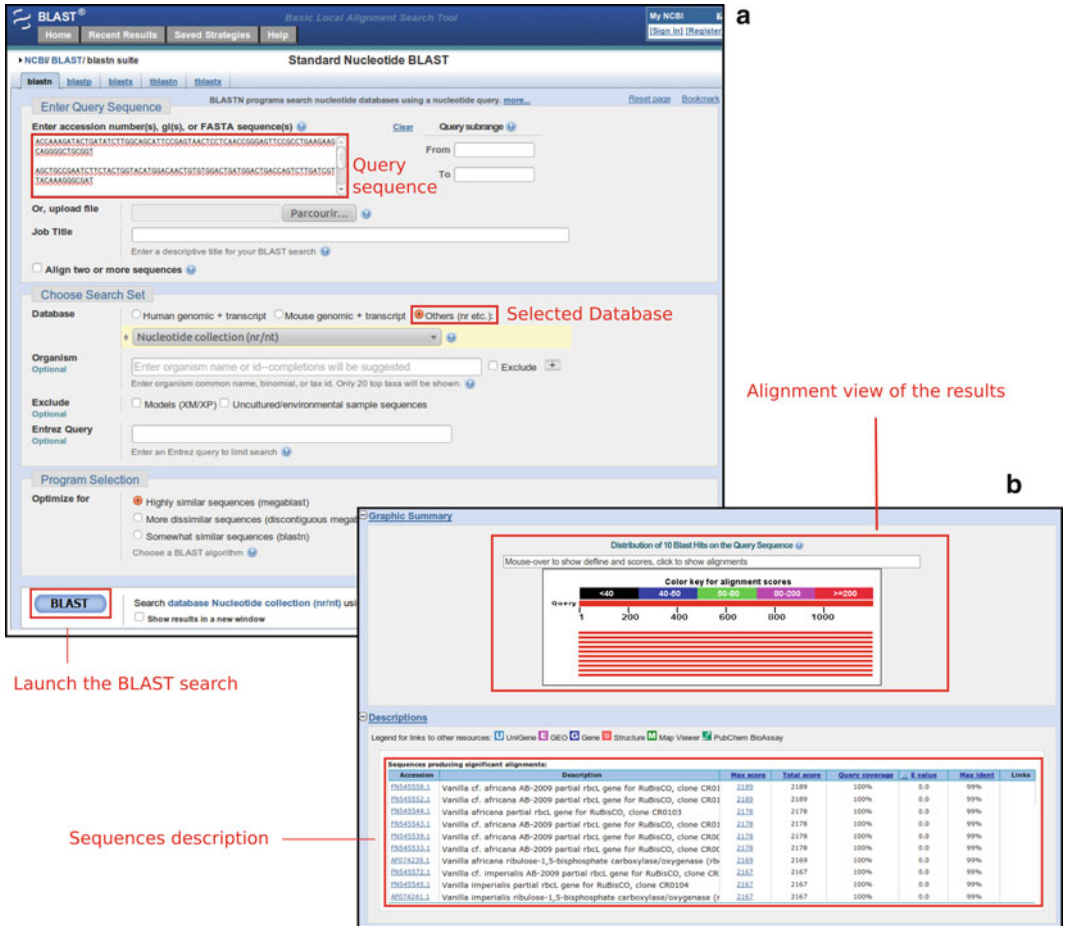 BLAST®
Basic Local Alignment Search Tool
My NCBI
Home Recent Results Saved Strategies Help
[Sign In] [Register
a
NCBI/ BLAST/ blastn suite
Standard Nucleotide BLAST
blastn blastp blastx tblastn tblastx
BLASTN programs search nucleotide databases using a nucleotide query. more...
Reset page Bookmark
Enter Query Sequence
Enter accession number(s), gi(s), or FASTA sequence(s)
Clear
Query subrange
ACCAAAGATACTGATATCTTGGCAGCATTCCGAGTAACTCCTCAACCGGGAGTTCCGCCTGAAGAAG
CAGGGGCTGCGGT
AGCTGCCGAATCTTCTACTGGTACATGGACAACTGTGTGGACTGATGGACTGACCAGTCTTGATCGT
TACAAAGGGCGAT
Query sequence
From
To
Or, upload file
Parcourir...
Job Title
Enter a descriptive title for your BLAST search
Align two or more sequences
Choose Search Set
Database
Human genomic + transcript Mouse genomic + transcript Others (nr etc.):
Selected Database
Nucleotide collection (nr/nt)
Organism
Optional
Enter organism name or id--completions will be suggested
Exclude +
Enter organism common name, binomial, or tax id. Only 20 top taxa will be shown.
Exclude
Optional
Models (XM/XP) Uncultured/environmental sample sequences
Entrez Query
Optional
Enter an Entrez query to limit search
Program Selection
Optimize for
Highly similar sequences (megablast)
More dissimilar sequences (discontiguous megab
Somewhat similar sequences (blastn)
Choose a BLAST algorithm
BLAST
Search database Nucleotide collection (nr/nt) usi
Show results in a new window
Launch the BLAST search
Alignment view of the results
b
Graphic Summary
Distribution of 10 Blast Hits on the Query Sequence
Mouse-over to show defline and scores, click to show alignments
Color key for alignment scores
<40 40-50 50-80 80-200 >=200
Query
1 200 400 600 800 1000
Descriptions
Legend for links to other resources: U UniGene E GEO G Gene S Structure M Map Viewer PubChem BioAssay
Sequences producing significant alignments:
Accession Description Max score Total score Query coverage E value Max ident Links
FN545558.1 Vanilla cf. africana AB-2009 partial rbcL gene for RuBisCO, clone CR01 2189 2189 100% 0.0 99%
FN545552.1 Vanilla cf. africana AB-2009 partial rbcL gene for RuBisCO, clone CR01 2189 2189 100% 0.0 99%
FN545544.1 Vanilla africana partial rbcL gene for RuBisCO, clone CR0103 2178 2178 100% 0.0 99%
FN545543.1 Vanilla cf. africana AB-2009 partial rbcL gene for RuBisCO, clone CR01 2178 2178 100% 0.0 99%
FN545539.1 Vanilla cf. africana AB-2009 partial rbcL gene for RuBisCO, clone CR0C 2178 2178 100% 0.0 99%
FN545533.1 Vanilla cf. africana AB-2009 partial rbcL gene for RuBisCO, clone CR0C 2178 2178 100% 0.0 99%
AF074239.1 Vanilla africana ribulose-1,5-bisphosphate carboxylase/oxygenase (rb 2169 2169 100% 0.0 99%
FN545572.1 Vanilla cf. imperialis AB-2009 partial rbcL gene for RuBisCO, clone CR 2167 2167 100% 0.0 99%
FN545545.1 Vanilla imperialis partial rbcL gene for RuBisCO, clone CR0104 2167 2167 100% 0.0 99%
AF074241.1 Vanilla imperialis ribulose-1,5-bisphosphate carboxylase/oxygenase (r 2167 2167 100% 0.0 99%
Sequences description